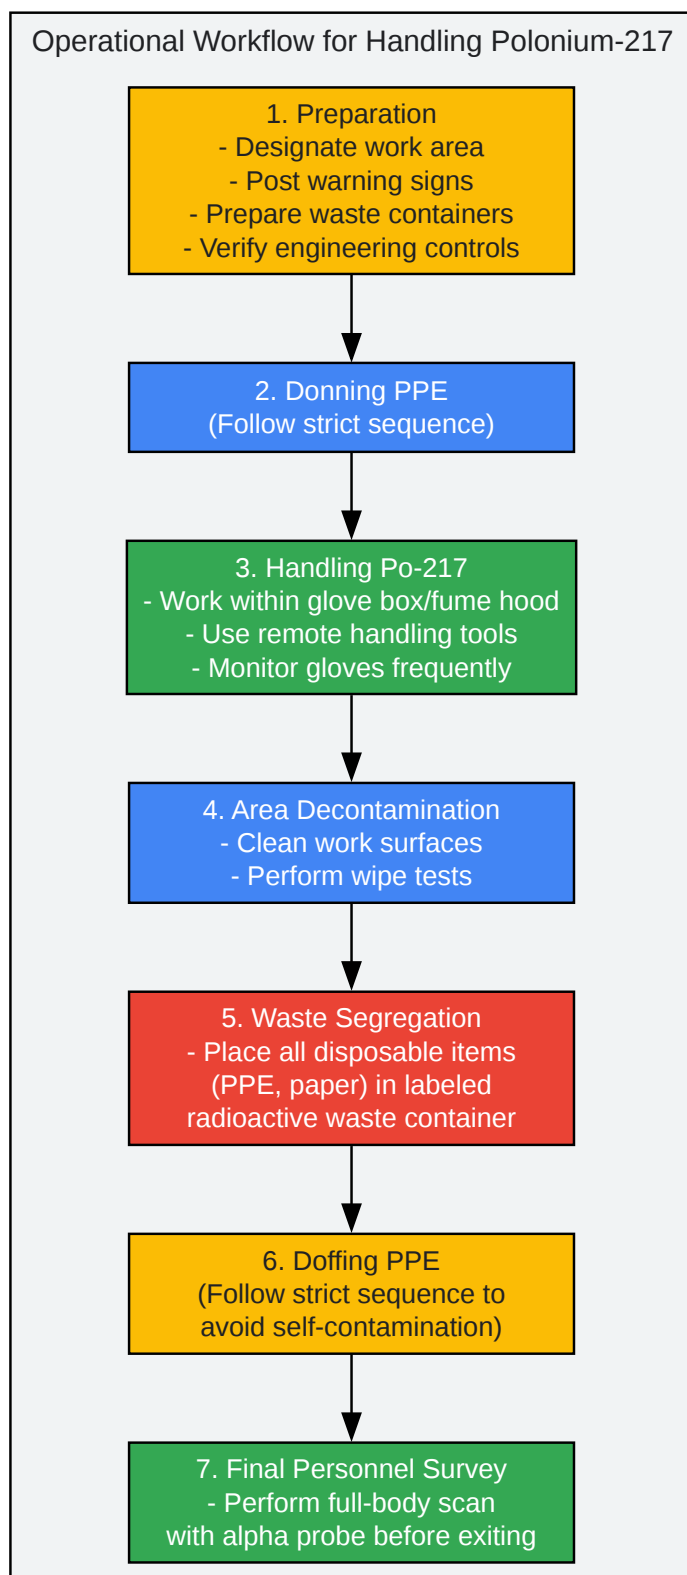 Operational Workflow for Handling Polonium-217
1. Preparation
- Designate work area
- Post warning signs
- Prepare waste containers
- Verify engineering controls
2. Donning PPE
(Follow strict sequence)
3. Handling Po-217
- Work within glove box/fume hood
- Use remote handling tools
- Monitor gloves frequently
4. Area Decontamination
- Clean work surfaces
- Perform wipe tests
5. Waste Segregation
- Place all disposable items
(PPE, paper) in labeled
radioactive waste container
6. Doffing PPE
(Follow strict sequence to
avoid self-contamination)
7. Final Personnel Survey
- Perform full-body scan
with alpha probe before exiting